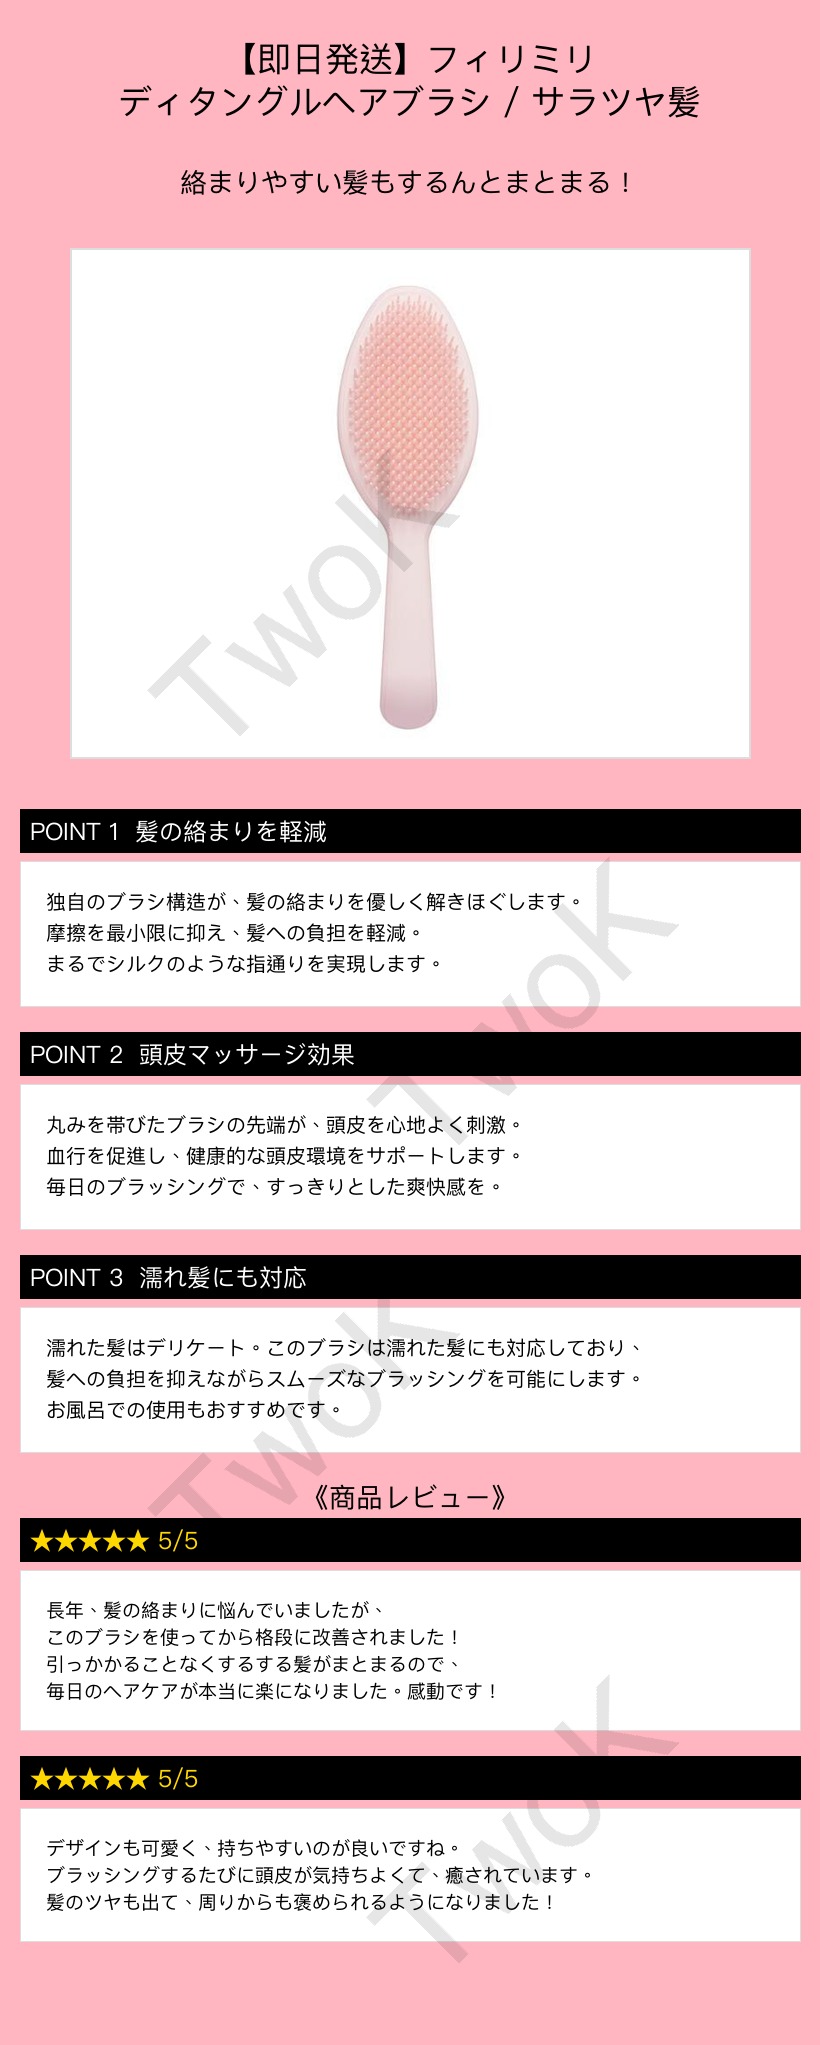 【即日発送】フィリミリ
ディタングルヘアブラシ / サラツヤ髪
絡まりやすい髪もするんとまとまる！
TwoK
POINT 1 髪の絡まりを軽減
独自のブラシ構造が、髪の絡まりを優しく解きほぐします。
摩擦を最小限に抑え、髪への負担を軽減。
まるでシルクのような指通りを実現します。
TwoK
POINT 2 頭皮マッサージ効果
丸みを帯びたブラシの先端が、頭皮を心地よく刺激。
血行を促進し、健康的な頭皮環境をサポートします。
毎日のブラッシングで、すっきりとした爽快感を。
POINT 3 濡れ髪にも対応
濡れた髪はデリケート。このブラシは濡れた髪にも対応しており、
髪への負担を抑えながらスムーズなブラッシングを可能にします。
お風呂での使用もおすすめです。
TwoK
《商品レビュー》
★★★★★ 5/5
長年、髪の絡まりに悩んでいましたが、
このブラシを使ってから格段に改善されました！
引っかかることなくするする髪がまとまるので、
毎日のヘアケアが本当に楽になりました。感動です！
★★★★★ 5/5
デザインも可愛く、持ちやすいのが良いですね。
ブラッシングするたびに頭皮が気持ちよくて、癒されています。
髪のツヤも出て、周りからも褒められるようになりました！
TwoK